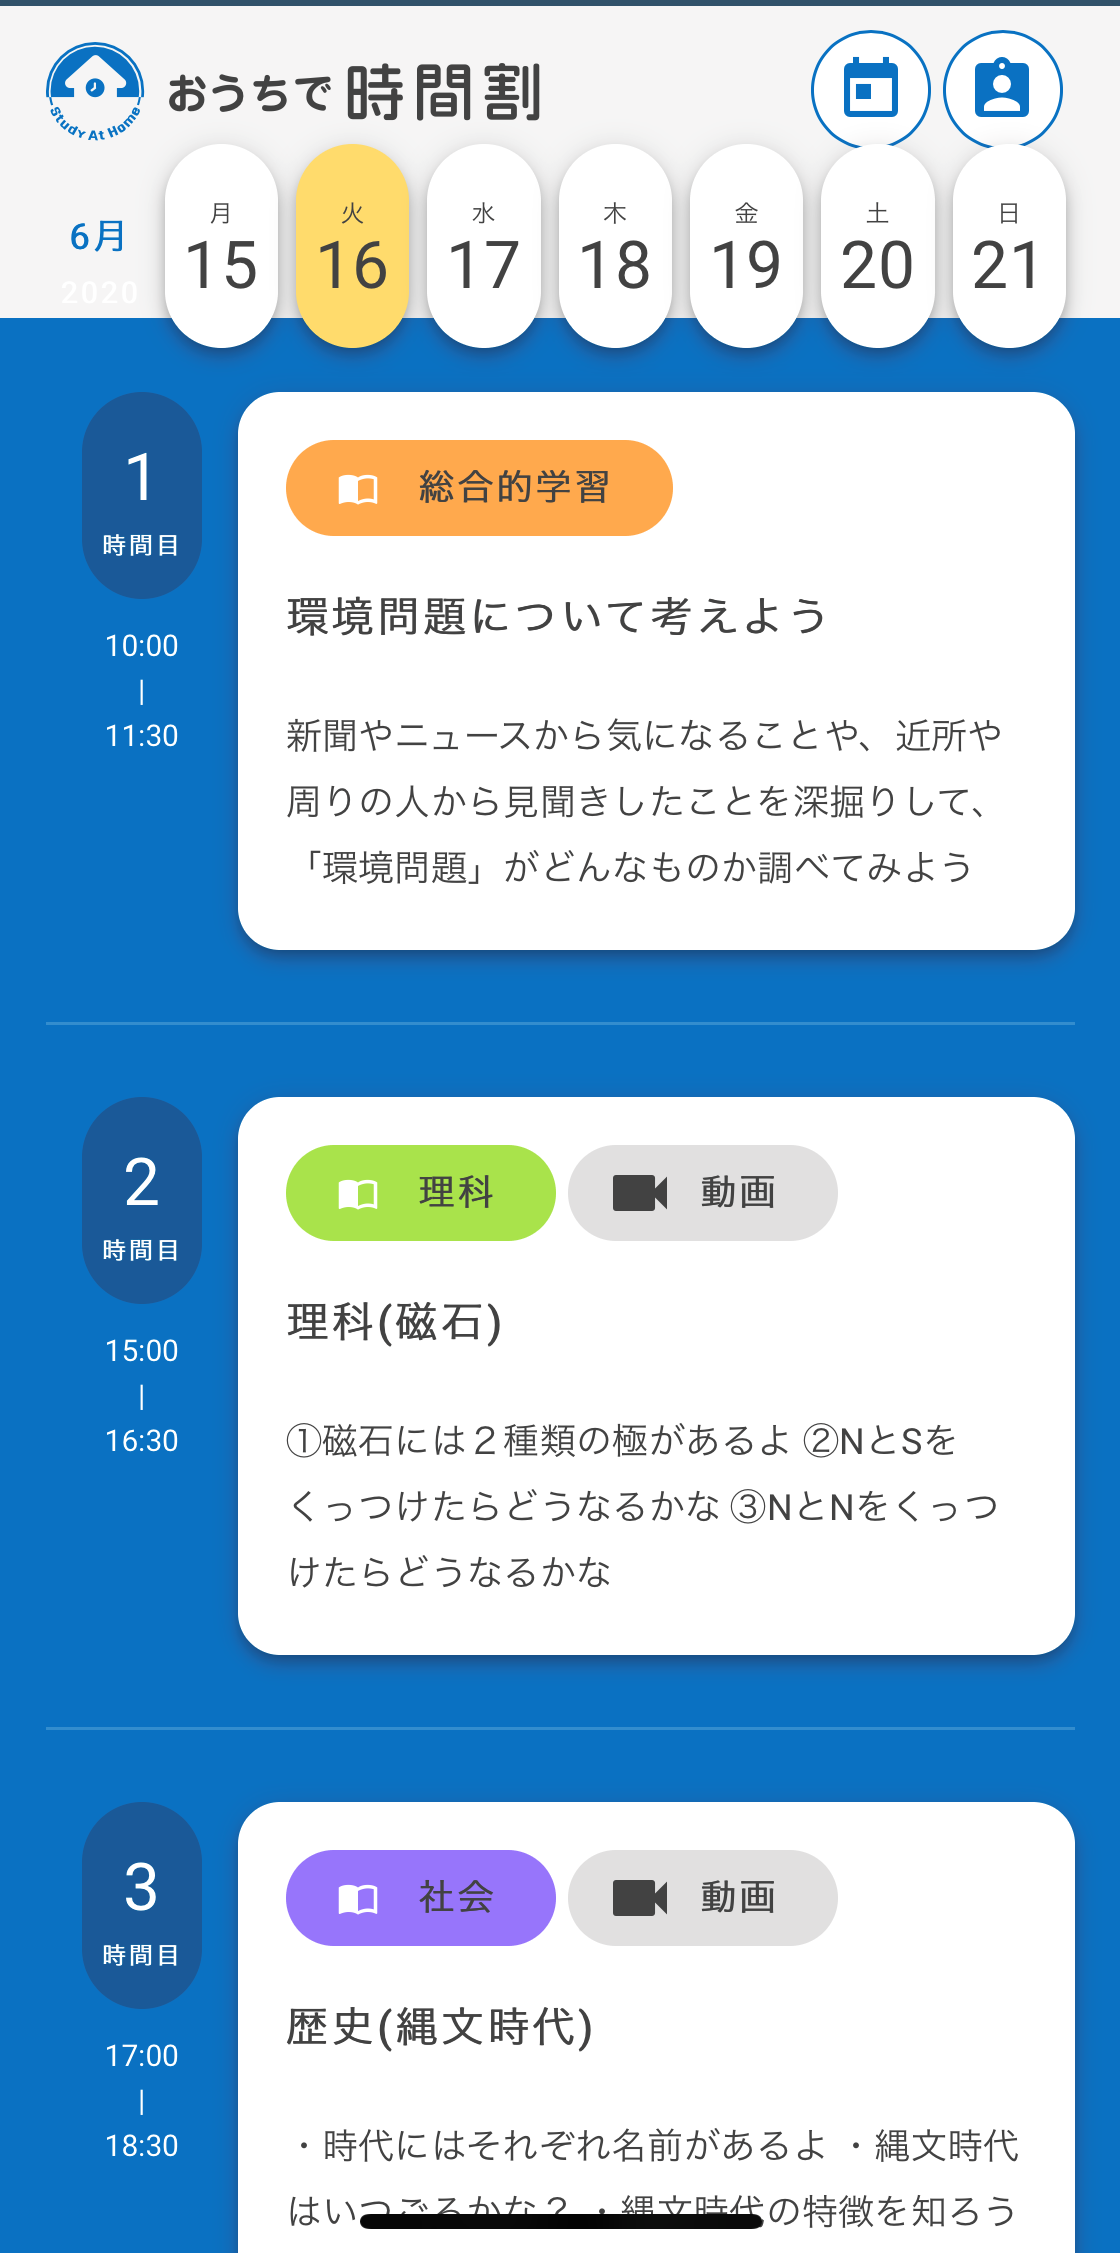 Study At Home
おうちで 時間割
6月
2020
月 火 水 木 金 土 日
15 16 17 18 19 20 21
1
時間目
10:00
|
11:30
総合的学習
環境問題について考えよう
新聞やニュースから気になることや、近所や
周りの人から見聞きしたことを深掘りして、
「環境問題」がどんなものか調べてみよう
2
時間目
15:00
|
16:30
理科 動画
理科(磁石)
①磁石には２種類の極があるよ ②NとSを
くっつけたらどうなるかな ③NとNをくっつ
けたらどうなるかな
3
時間目
17:00
|
18:30
社会 動画
歴史(縄文時代)
・時代にはそれぞれ名前があるよ ・縄文時代
はいつごろかな？ ・縄文時代の特徴を知ろう